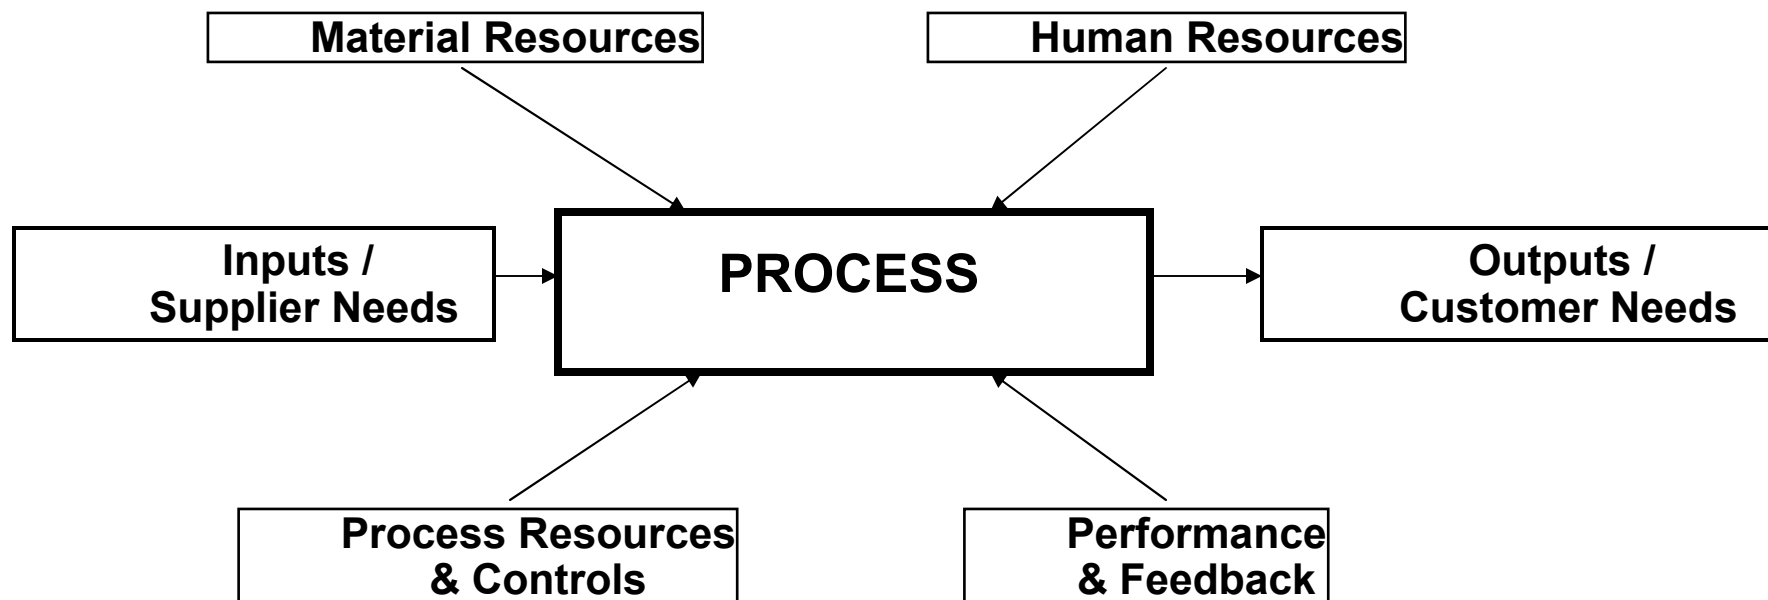 Material Resources
Human Resources
Inputs /
Supplier Needs
PROCESS
Outputs /
Customer Needs
Process Resources
& Controls
Performance
& Feedback